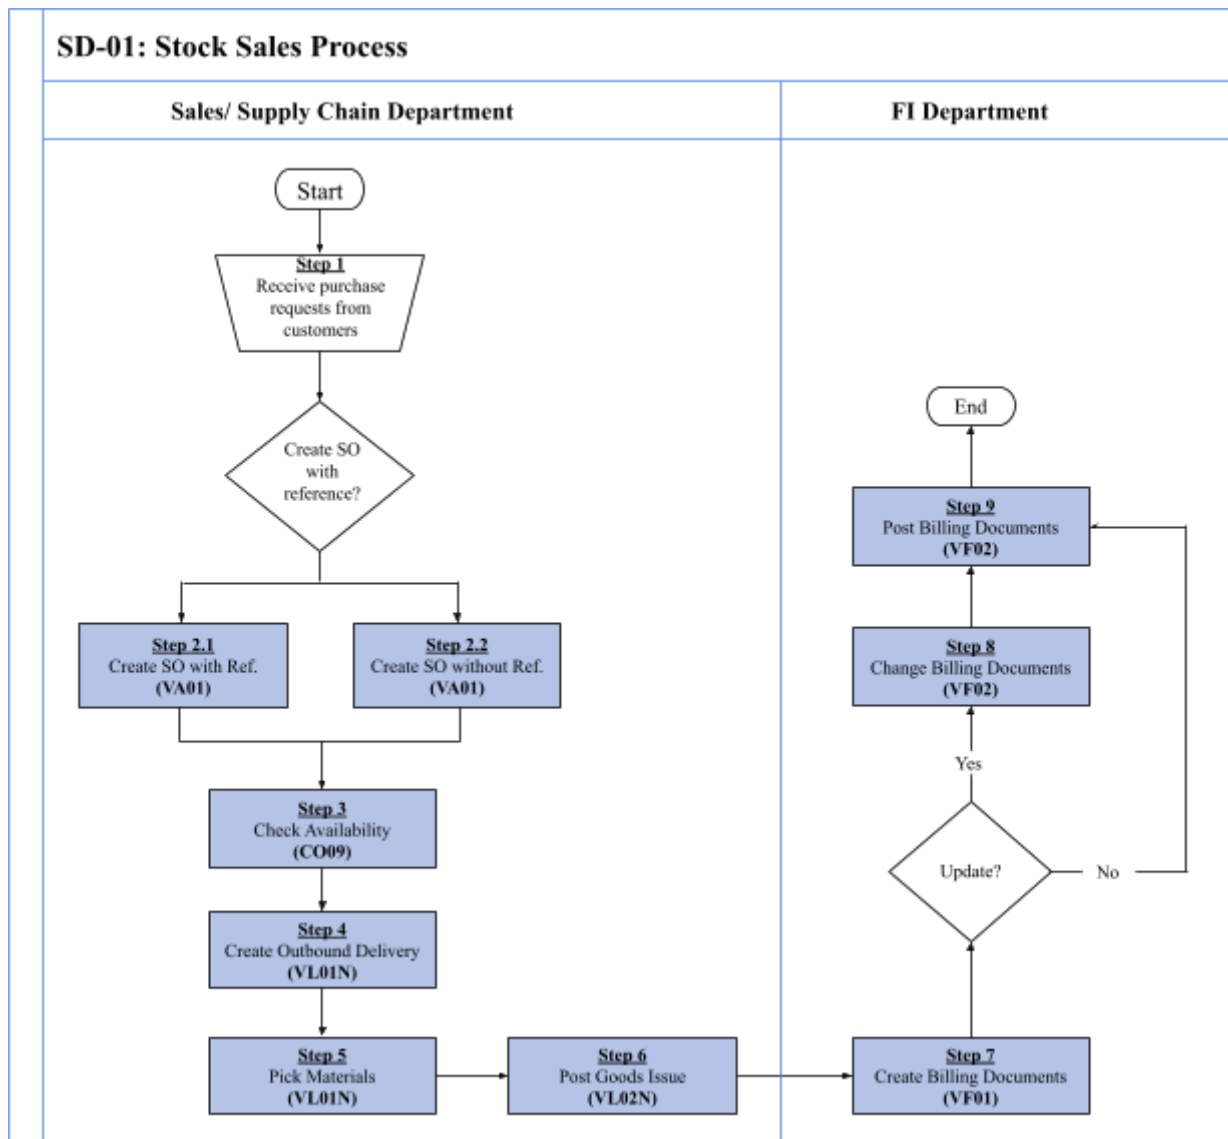 SD-01: Stock Sales Process
Sales/ Supply Chain Department
FI Department
Start
Step 1
Receive purchase
requests from
customers
Create SO
with
reference?
Step 2.1
Create SO with Ref.
(VA01)
Step 2.2
Create SO without Ref.
(VA01)
Step 3
Check Availability
(CO09)
Step 4
Create Outbound Delivery
(VL01N)
Step 5
Pick Materials
(VL01N)
Step 6
Post Goods Issue
(VL02N)
Step 7
Create Billing Documents
(VF01)
Update?
No
Yes
Step 8
Change Billing Documents
(VF02)
Step 9
Post Billing Documents
(VF02)
End